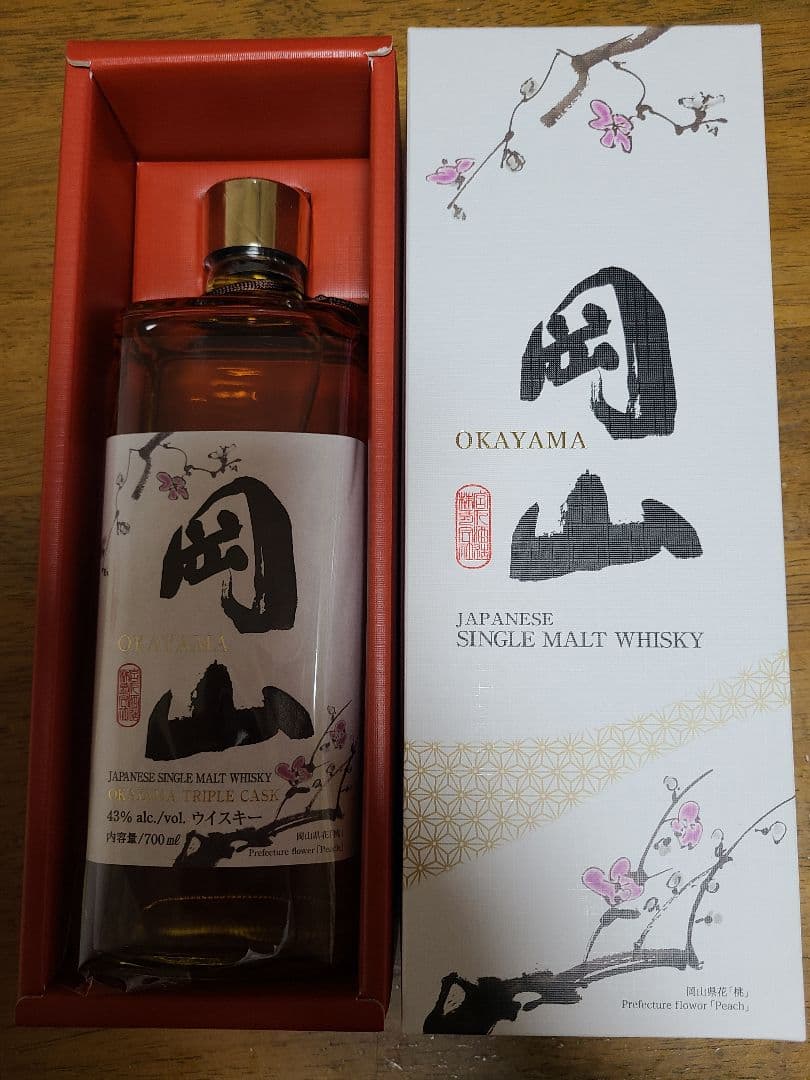 岡山
OKAYAMA
JAPANESE SINGLE MALT WHISKY
OKAYAMA TRIPLE CASK
43% alc./vol. ウイスキー
内容量/700ml
岡山県花「桃」
Prefecture flower「Peach」
岡山
OKAYAMA
JAPANESE
SINGLE MALT WHISKY
岡山県花「桃」
Prefecture flowor「Peach」